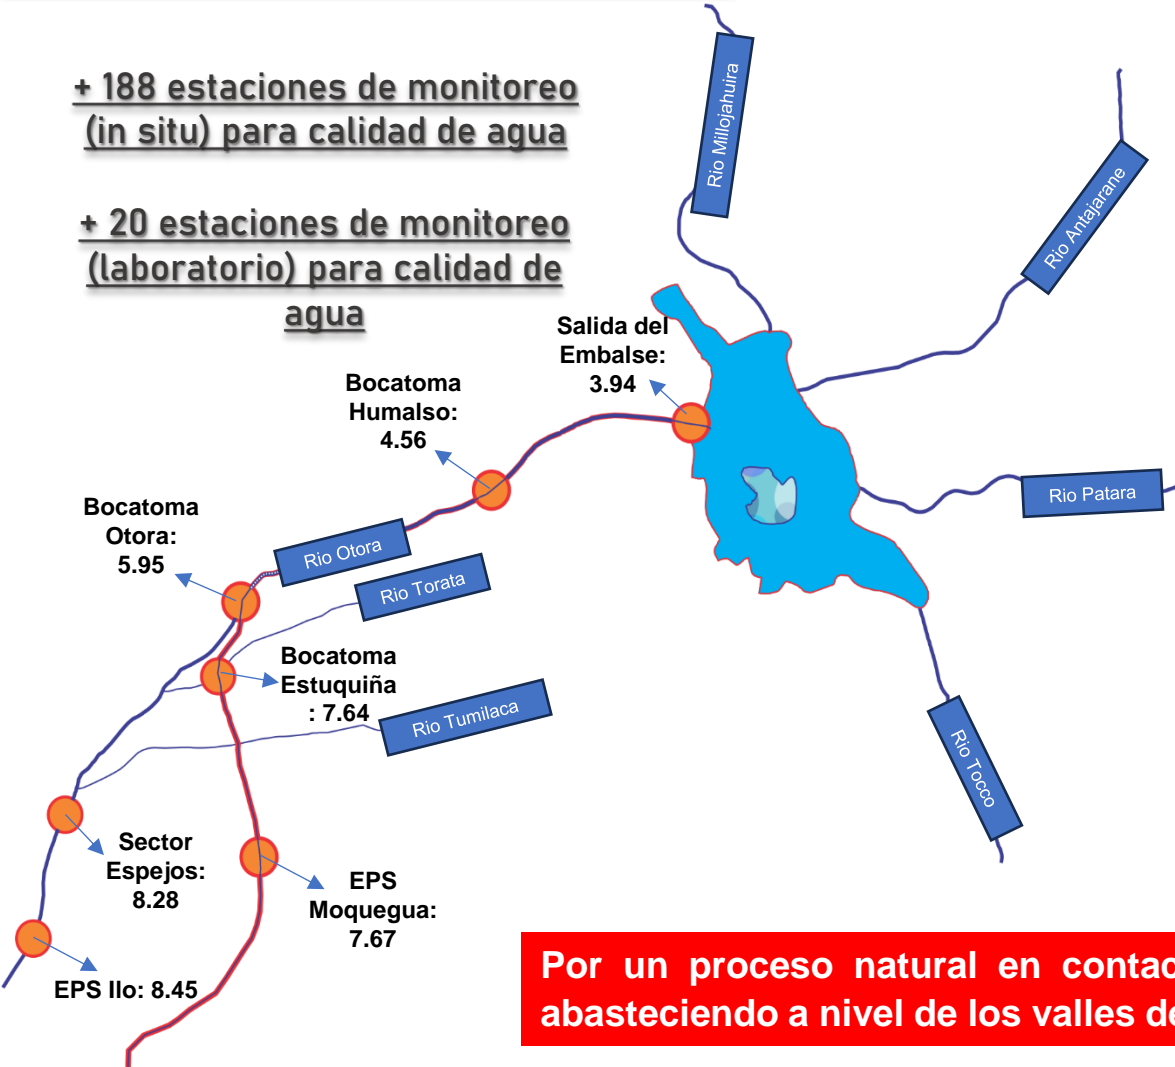 + 188 estaciones de monitoreo
(in situ) para calidad de agua
+ 20 estaciones de monitoreo
(laboratorio) para calidad de
agua
Rio Millojahuira
Rio Antajarane
Salida del
Embalse:
3.94
Bocatoma
Humalso:
4.56
Rio Patara
Bocatoma
Otora:
5.95
Rio Otora
Rio Torata
Bocatoma
Estuquiña
: 7.64
Rio Tumilaca
Rio Tocco
Sector
Espejos:
8.28
EPS
Moquegua:
7.67
EPS Ilo: 8.45
Por un proceso natural en contac
abasteciendo a nivel de los valles de